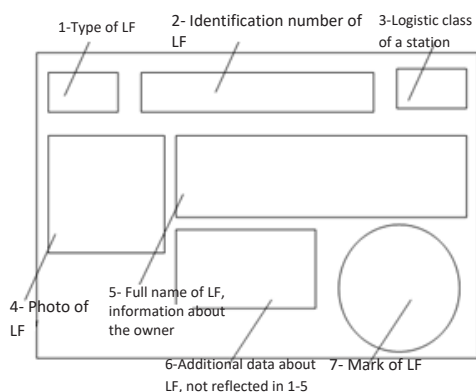 1-Type of LF
2- Identification number of
LF
3-Logistic class
of a station
4- Photo of
LF
5- Full name of LF,
information about
the owner
6-Additional data about
LF, not reflected in 1-5
7- Mark of LF